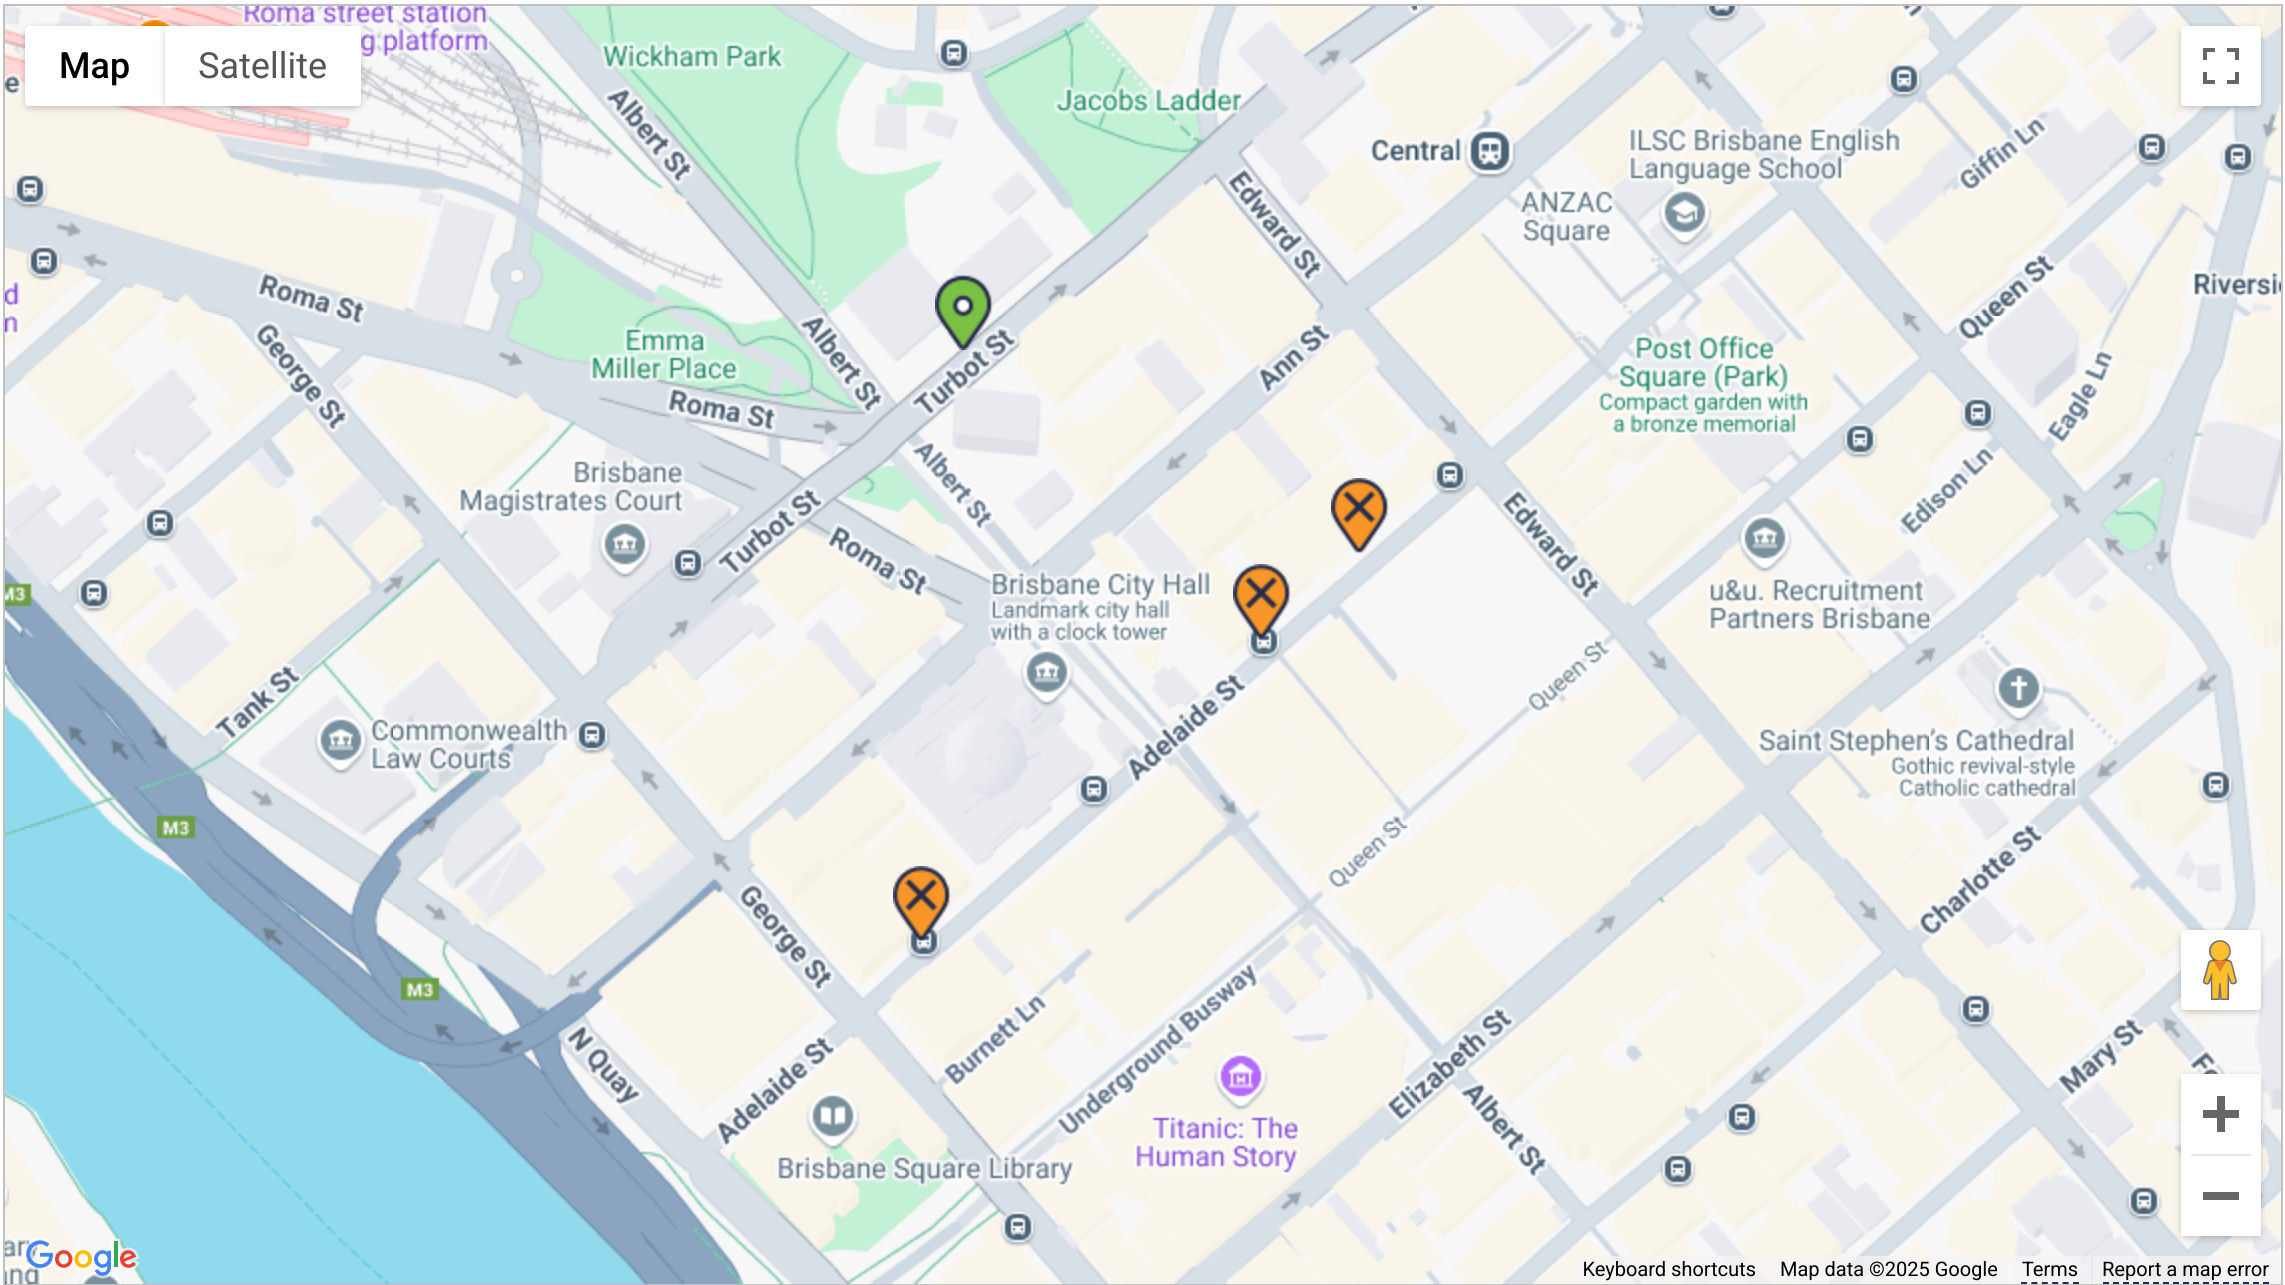 Roma street station
g platform
Map
Satellite
Wickham Park
Jacobs Ladder
Albert St
Central
ILSC Brisbane English
Language School
Giffin Ln
ANZAC
Square
Edward St
Roma St
Queen St
Riversi
George St
Emma
Miller Place
Albert St
Turbot St
Ann St
Post Office
Square (Park)
Compact garden with
a bronze memorial
Eagle Ln
Roma St
Brisbane
Magistrates Court
Albert St
Edison Ln
Turbot St
Roma St
Edward St
Brisbane City Hall
Landmark city hall
with a clock tower
u&u. Recruitment
Partners Brisbane
M3
Tank St
Queen St
Adelaide St
Commonwealth
Law Courts
Saint Stephen's Cathedral
Gothic revival-style
Catholic cathedral
M3
Queen St
Charlotte St
George St
M3
Burnett Ln
Underground Busway
N Quay
Adelaide St
Elizabeth St
Mary St
Titanic: The
Human Story
Albert St
Brisbane Square Library
Google
Keyboard shortcuts
Map data ©2025 Google
Terms
Report a map error